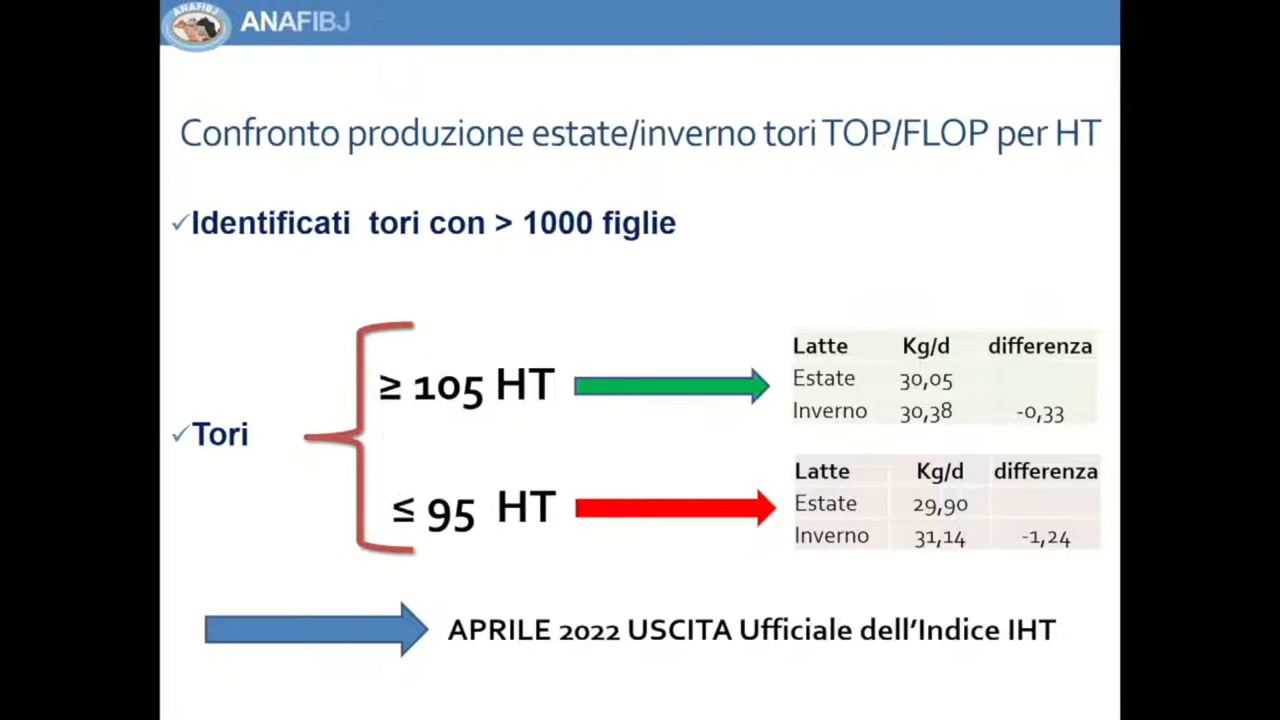 ANAFIBJ
ANAFIBJ
Confronto produzione estate/inverno tori TOP/FLOP per HT
✓Identificati tori con > 1000 figlie
≥ 105 HT
Latte Kg/d differenza
Estate 30,05
Inverno 30,38 -0,33
✓Tori
≤ 95 HT
Latte Kg/d differenza
Estate 29,90
Inverno 31,14 -1,24
APRILE 2022 USCITA Ufficiale dell'Indice IHT